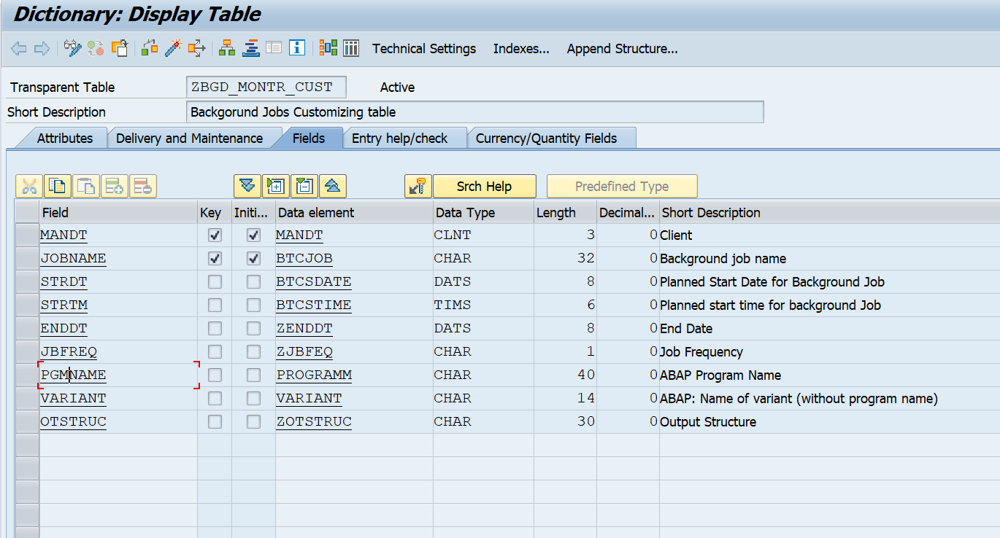 Dictionary: Display Table
Technical Settings Indexes... Append Structure...
Transparent Table ZBGD_MONTR_CUST Active
Short Description Backgorund Jobs Customizing table
Attributes Delivery and Maintenance Fields Entry help/check Currency/Quantity Fields
Srch Help Predefined Type
Field Key Initi... Data element Data Type Length Decimal... Short Description
MANDT MANDT CLNT 3 0 Client
JOBNAME BTCJOB CHAR 32 0 Background job name
STRDT BTCSDATE DATS 8 0 Planned Start Date for Background Job
STRTM BTCSTIME TIMS 6 0 Planned start time for background Job
ENDDT ZENDDT DATS 8 0 End Date
JBFREQ ZJBFEQ CHAR 1 0 Job Frequency
PGMNAME PROGRAMM CHAR 40 0 ABAP Program Name
VARIANT VARIANT CHAR 14 0 ABAP: Name of variant (without program name)
OTSTRUC ZOTSTRUC CHAR 30 0 Output Structure